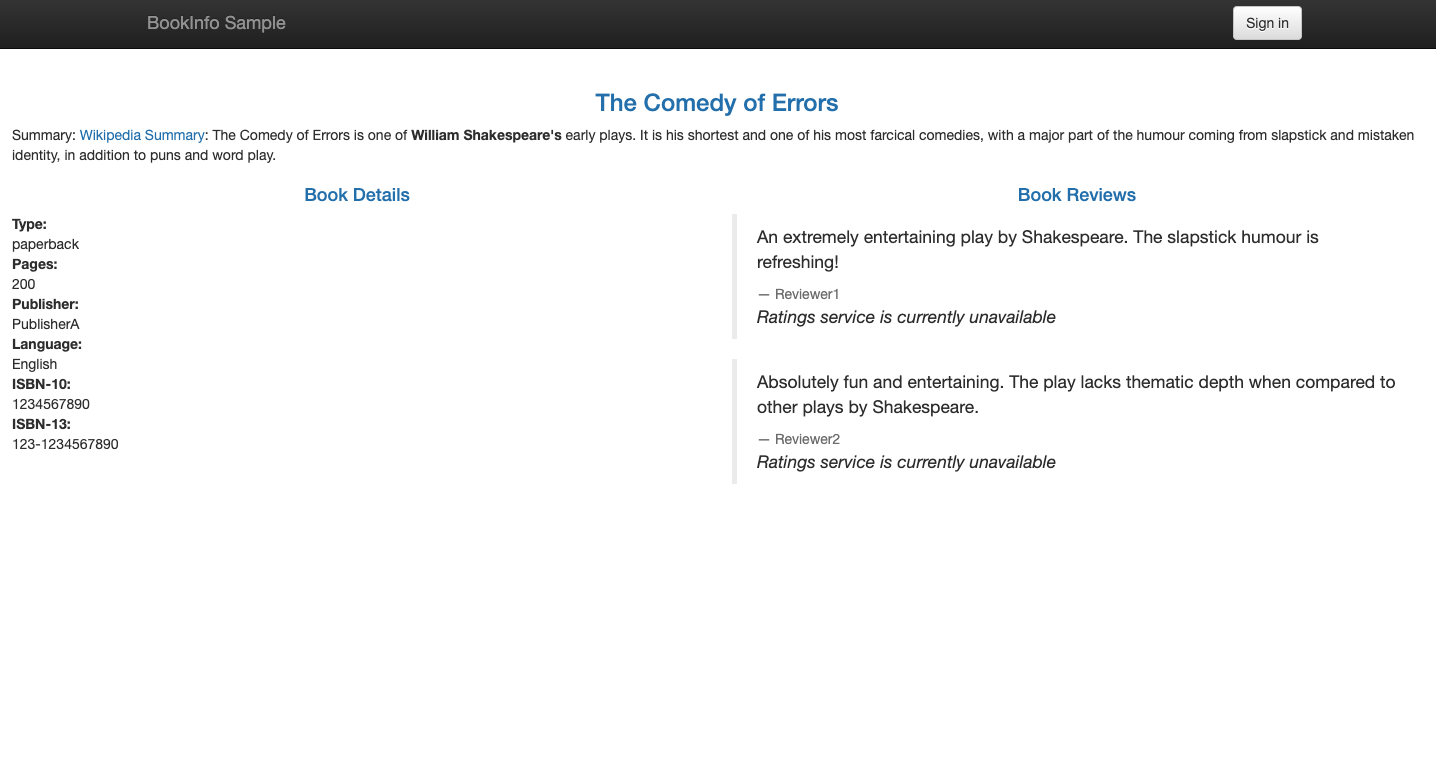 BookInfo Sample
Sign in
The Comedy of Errors
Summary: Wikipedia Summary: The Comedy of Errors is one of William Shakespeare's early plays. It is his shortest and one of his most farcical comedies, with a major part of the humour coming from slapstick and mistaken
identity, in addition to puns and word play.
Book Details
Type:
paperback
Pages:
200
Publisher:
PublisherA
Language:
English
ISBN-10:
1234567890
ISBN-13:
123-1234567890
Book Reviews
An extremely entertaining play by Shakespeare. The slapstick humour is
refreshing!
— Reviewer1
Ratings service is currently unavailable
Absolutely fun and entertaining. The play lacks thematic depth when compared to
other plays by Shakespeare.
— Reviewer2
Ratings service is currently unavailable